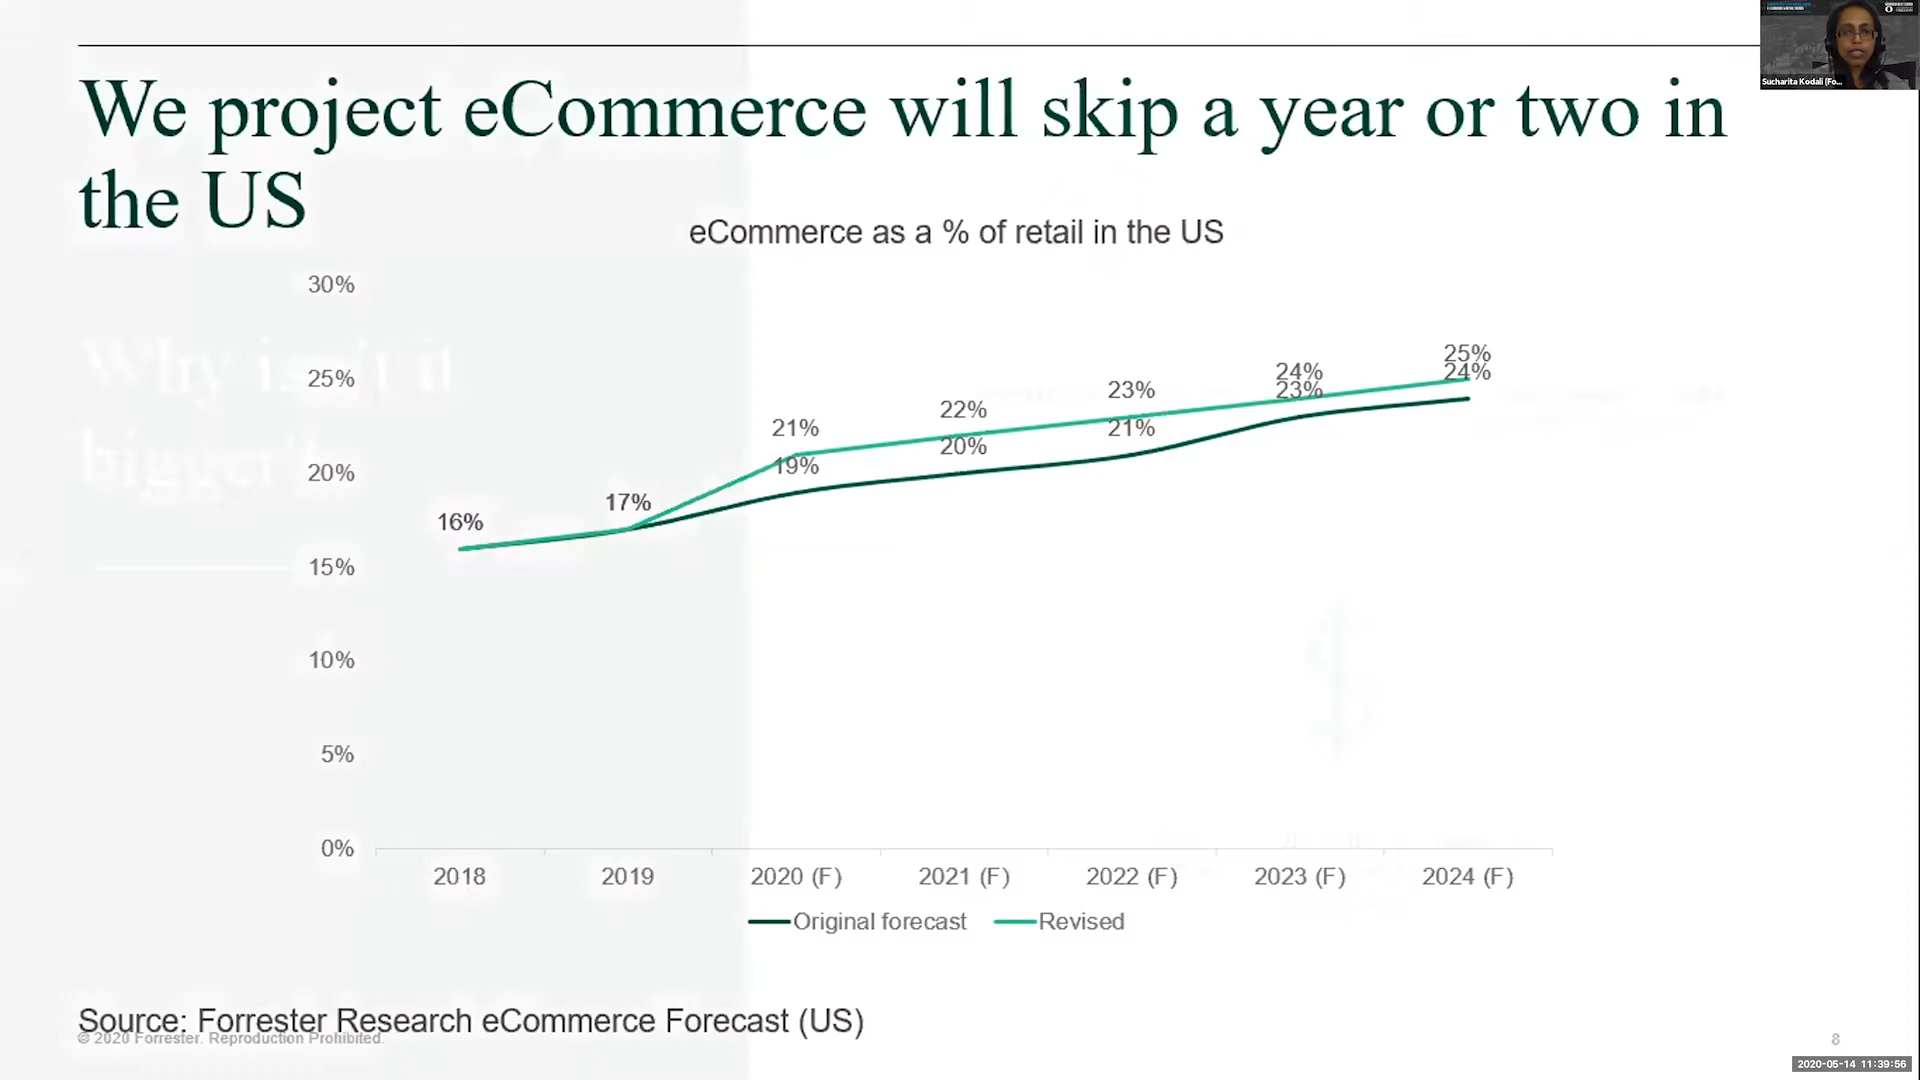 We project eCommerce will skip a year or two in
the US
Sucharita Kodali (Fo...
eCommerce as a % of retail in the US
30%
25%
20%
15%
10%
5%
0%
16%
17%
21%
19%
22%
20%
23%
21%
24%
23%
25%
24%
2018 2019 2020 (F) 2021 (F) 2022 (F) 2023 (F) 2024 (F)
Original forecast Revised
Source: Forrester Research eCommerce Forecast (US)
© 2020 Forrester. Reproduction Prohibited.
8
2020-05-14 11:39:56